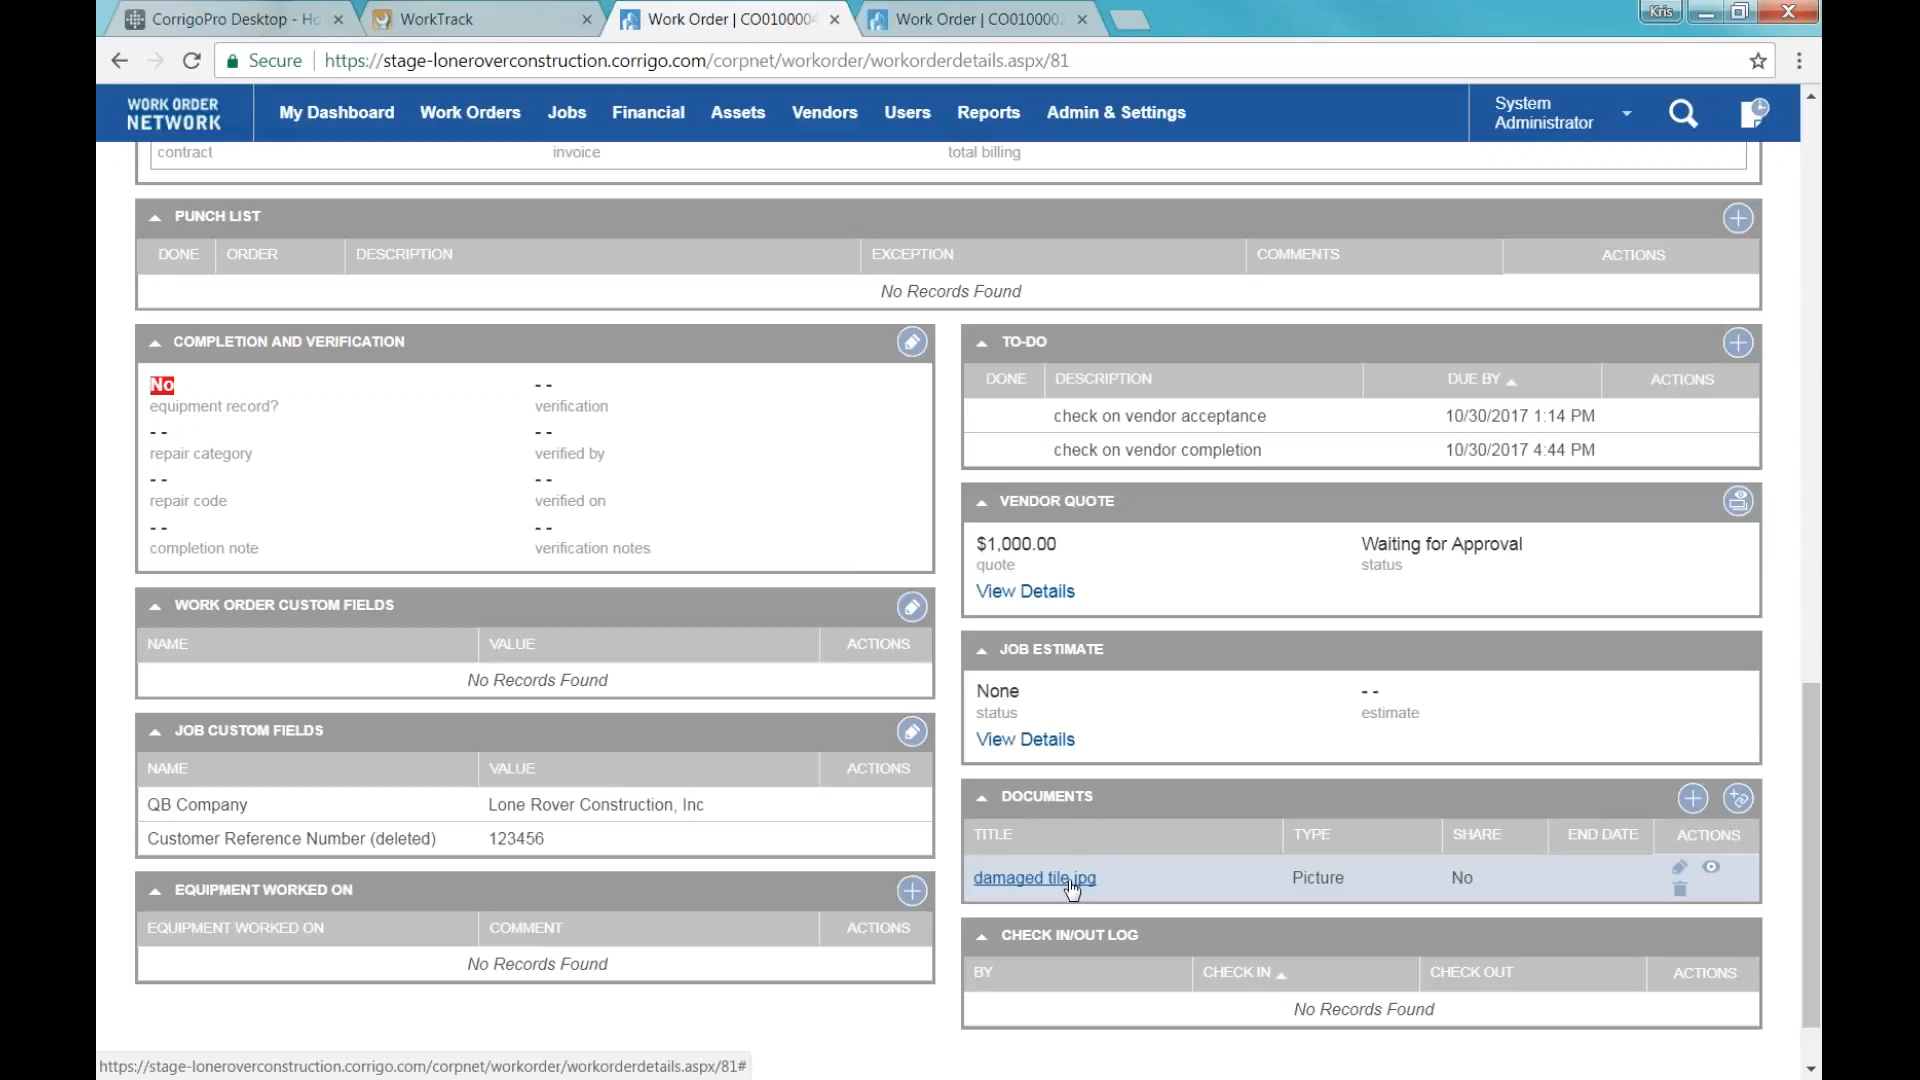 CorrigoPro Desktop - Ho
WorkTrack
Work Order | CO0100004
Work Order | CO010000
Kris
Secure
https://stage-loneroverconstruction.corrigo.com/corpnet/workorder/workorderdetails.aspx/81
WORK ORDER
NETWORK
My Dashboard
Work Orders
Jobs
Financial
Assets
Vendors
Users
Reports
Admin & Settings
System
Administrator
contract
invoice
total billing
PUNCH LIST
DONE ORDER DESCRIPTION EXCEPTION COMMENTS ACTIONS
No Records Found
COMPLETION AND VERIFICATION
No
equipment record?
- -
verification
- -
repair category
- -
verified by
- -
repair code
- -
verified on
- -
completion note
- -
verification notes
WORK ORDER CUSTOM FIELDS
NAME VALUE ACTIONS
No Records Found
JOB CUSTOM FIELDS
NAME VALUE ACTIONS
QB Company Lone Rover Construction, Inc
Customer Reference Number (deleted) 123456
EQUIPMENT WORKED ON
EQUIPMENT WORKED ON COMMENT ACTIONS
No Records Found
TO-DO
DONE DESCRIPTION DUE BY ACTIONS
check on vendor acceptance 10/30/2017 1:14 PM
check on vendor completion 10/30/2017 4:44 PM
VENDOR QUOTE
$1,000.00 Waiting for Approval
quote status
View Details
JOB ESTIMATE
None - -
status estimate
View Details
DOCUMENTS
TITLE TYPE SHARE END DATE ACTIONS
damaged tile.jpg Picture No
CHECK IN/OUT LOG
BY CHECK IN CHECK OUT ACTIONS
No Records Found
https://stage-loneroverconstruction.corrigo.com/corpnet/workorder/workorderdetails.aspx/81#